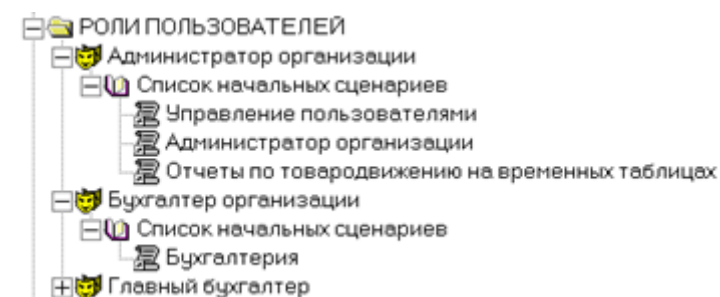 РОЛИ ПОЛЬЗОВАТЕЛЕЙ
Администратор организации
Список начальных сценариев
Управление пользователями
Администратор организации
Отчеты по товародвижению на временных таблицах
Бухгалтер организации
Список начальных сценариев
Бухгалтерия
Главный бухгалтер